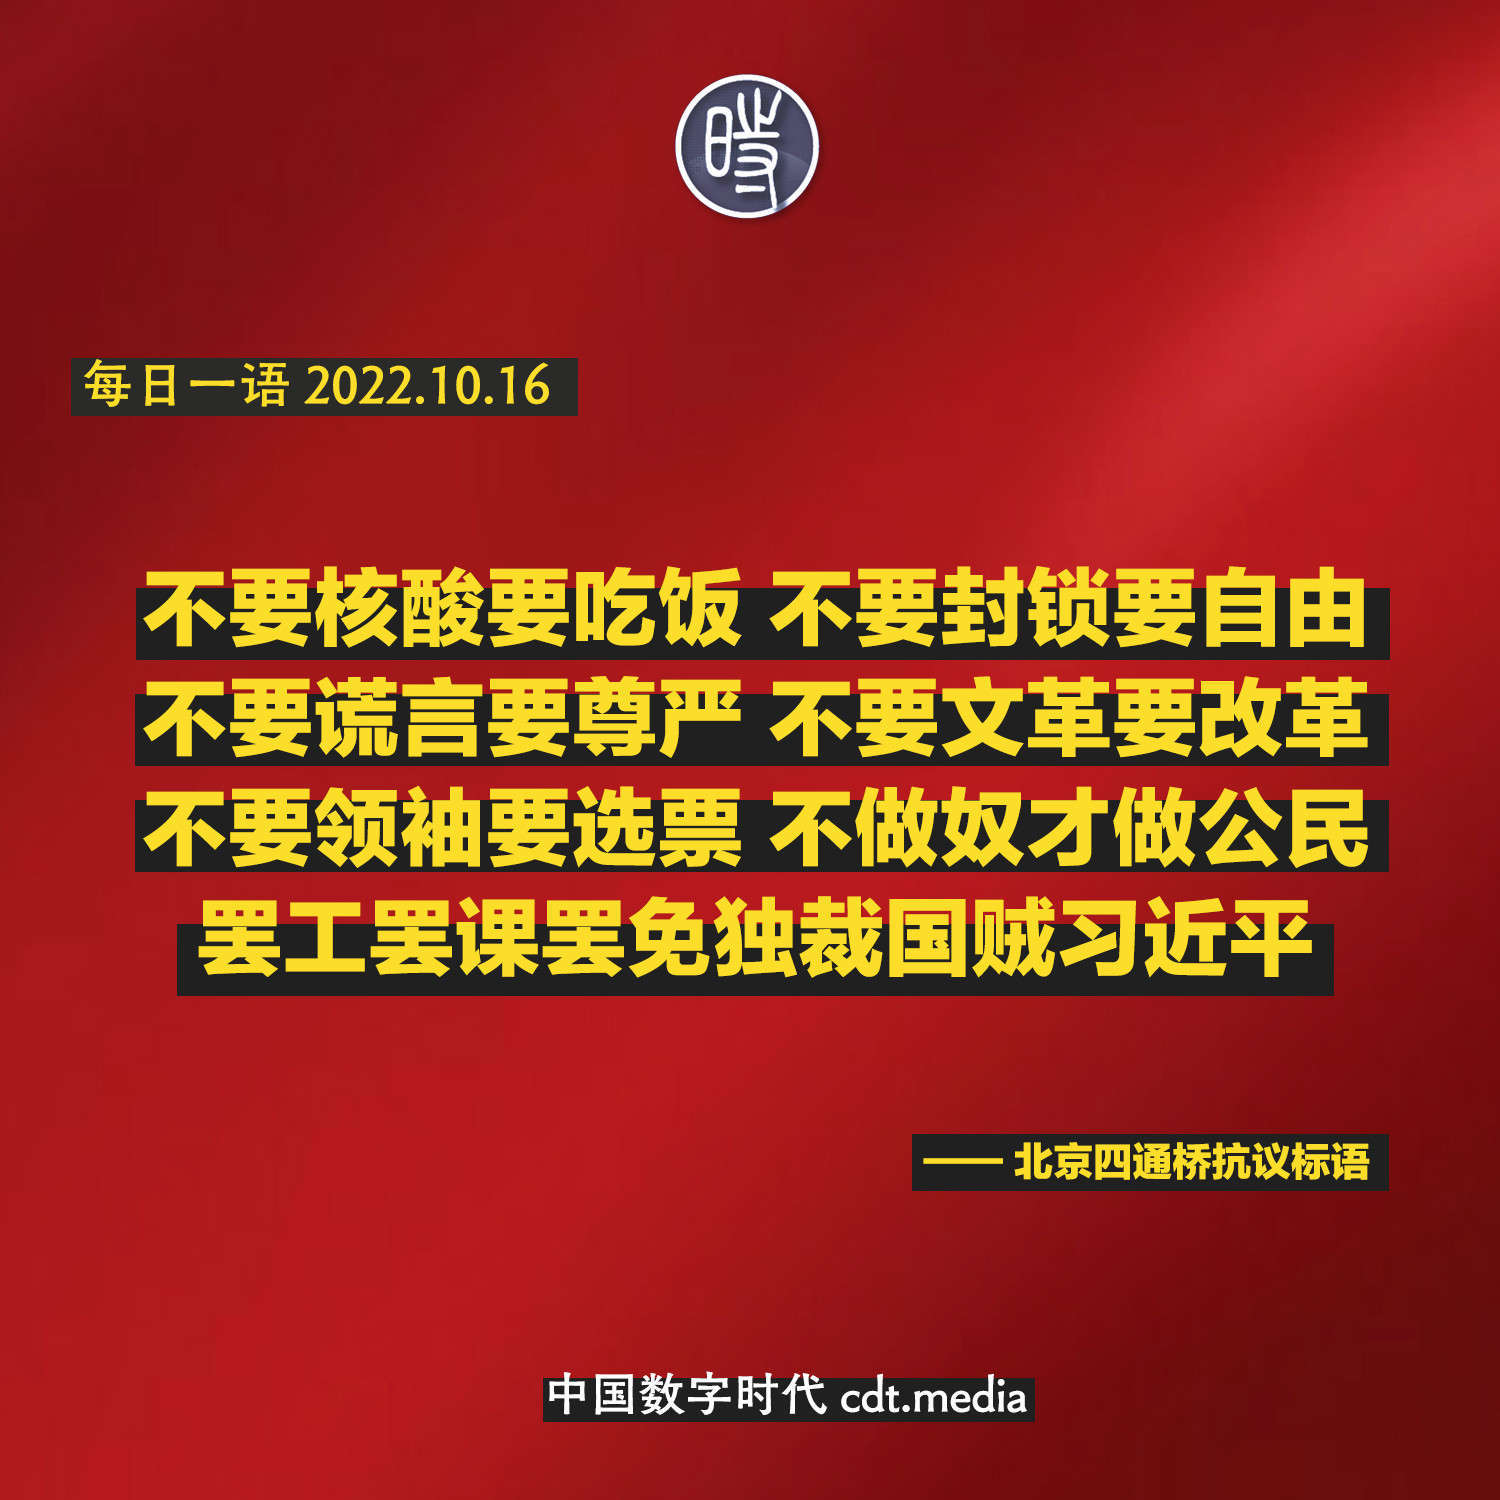 時
每日一语 2022.10.16
不要核酸要吃饭 不要封锁要自由
不要谎言要尊严 不要文革要改革
不要领袖要选票 不做奴才做公民
罢工罢课罢免独裁国贼习近平
—— 北京四通桥抗议标语
中国数字时代 cdt.media